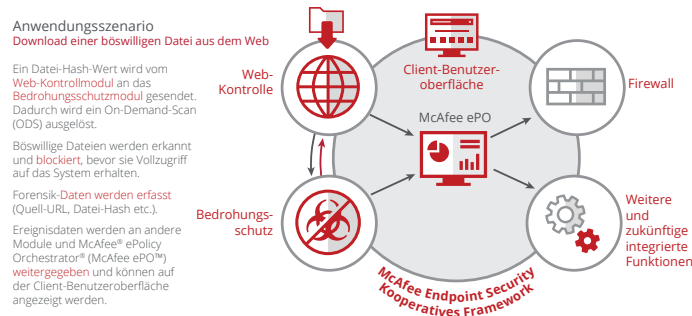 Anwendungsszenario
Download einer böswilligen Datei aus dem Web
Ein Datei-Hash-Wert wird vom
Web-Kontrollmodul an das
Bedrohungsschutzmodul gesendet.
Dadurch wird ein On-Demand-Scan
(ODS) ausgelöst.
Böswillige Dateien werden erkannt
und blockiert, bevor sie Vollzugriff
auf das System erhalten.
Forensik-Daten werden erfasst
(Quell-URL, Datei-Hash etc.).
Ereignisdaten werden an andere
Module und McAfee® ePolicy
Orchestrator® (McAfee ePO™)
weitergegeben und können auf
der Client-Benutzeroberfläche
angezeigt werden.
Web-
Kontrolle
Client-Benutzer-
oberfläche
Firewall
McAfee ePO
Bedrohungs-
schutz
Weitere
und
zukünftige
integrierte
Funktionen
McAfee Endpoint Security
Kooperatives Framework